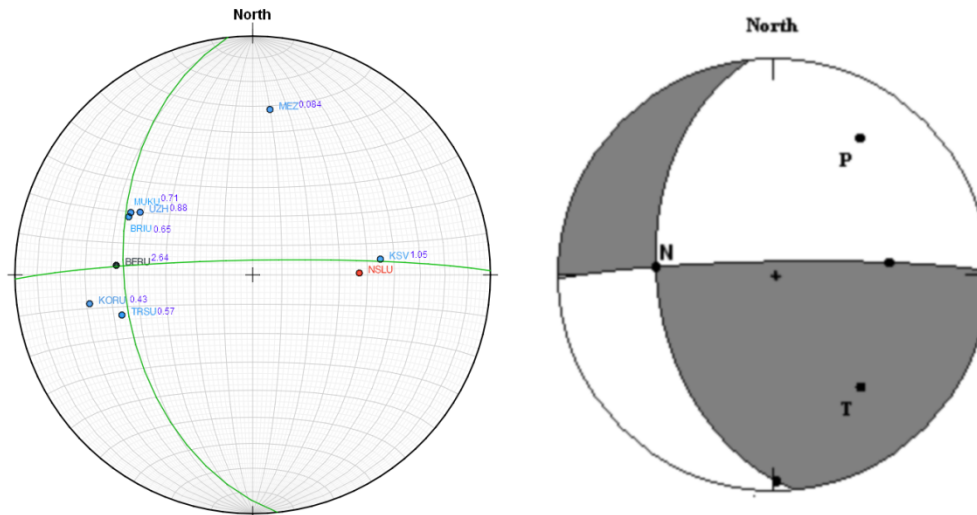 North
MEZ 0.084
MUKU 0.71
UZH 0.88
BRIU 0.65
BERU 2.64
KSV 1.05
NSLU
KORU 0.43
TRSU 0.57
North
P
N
T